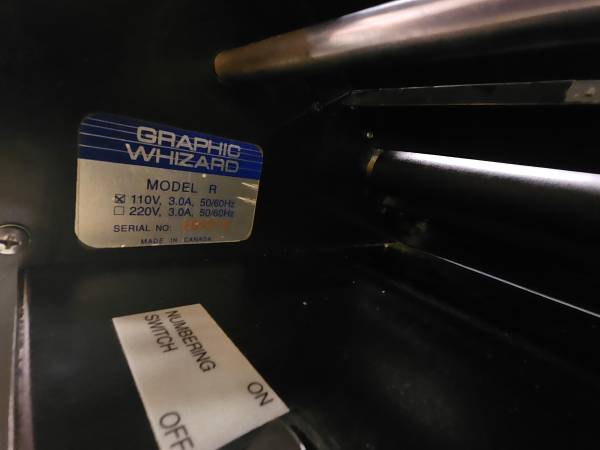 GRAPHIC
WHIZARD
MODEL R
☒ 110V, 3.0A, 50/60Hz
☐ 220V, 3.0A, 50/60Hz
SERIAL NO:
MADE IN CANADA
NUMBERING
SWITCH
ON
OFF